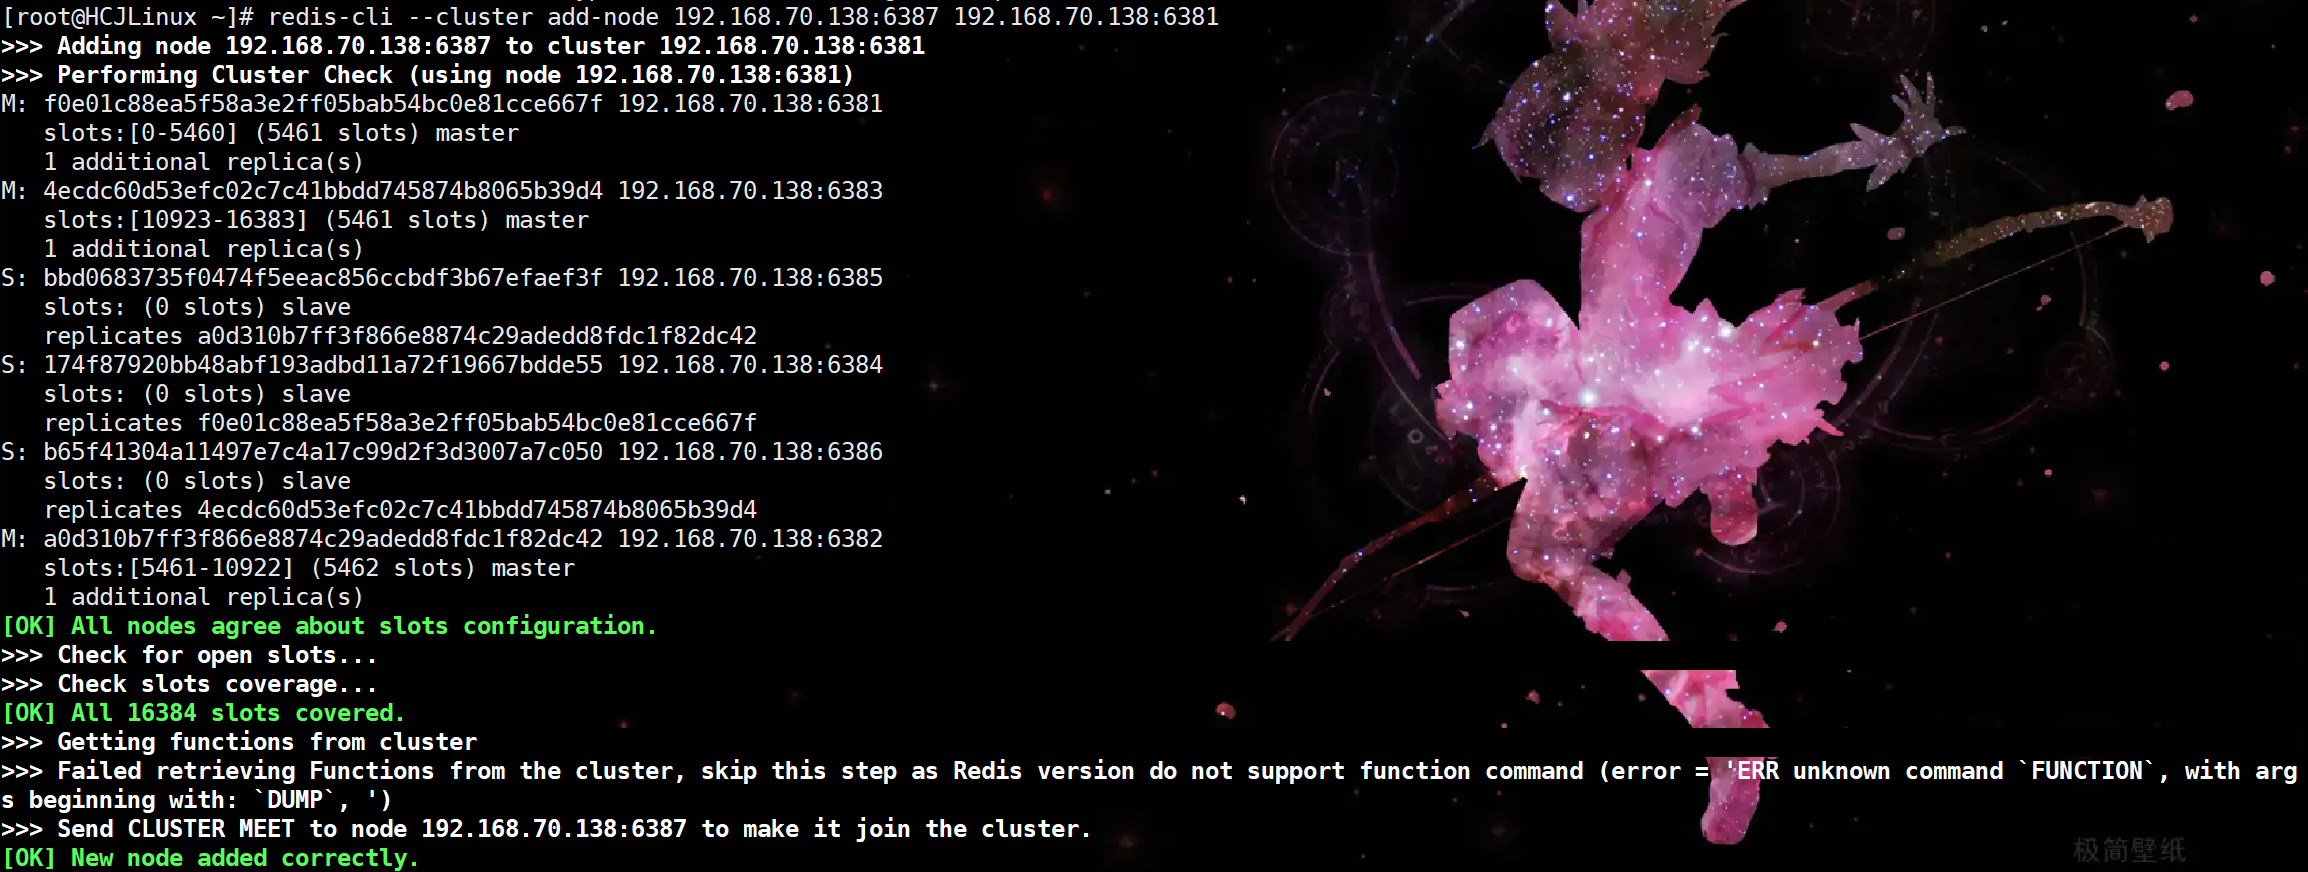 [root@HCJLinux ~]# redis-cli --cluster add-node 192.168.70.138:6387 192.168.70.138:6381
>>> Adding node 192.168.70.138:6387 to cluster 192.168.70.138:6381
>>> Performing Cluster Check (using node 192.168.70.138:6381)
M: f0e01c88ea5f58a3e2ff05bab54bc0e81cce667f 192.168.70.138:6381
   slots:[0-5460] (5461 slots) master
   1 additional replica(s)
M: 4ecdc60d53efc02c7c41bbdd745874b8065b39d4 192.168.70.138:6383
   slots:[10923-16383] (5461 slots) master
   1 additional replica(s)
S: bbd0683735f0474f5eeac856ccbdf3b67efaef3f 192.168.70.138:6385
   slots: (0 slots) slave
   replicates a0d310b7ff3f866e8874c29adedd8fdc1f82dc42
S: 174f87920bb48abf193adbd11a72f19667bdde55 192.168.70.138:6384
   slots: (0 slots) slave
   replicates f0e01c88ea5f58a3e2ff05bab54bc0e81cce667f
S: b65f41304a11497e7c4a17c99d2f3d3007a7c050 192.168.70.138:6386
   slots: (0 slots) slave
   replicates 4ecdc60d53efc02c7c41bbdd745874b8065b39d4
M: a0d310b7ff3f866e8874c29adedd8fdc1f82dc42 192.168.70.138:6382
   slots:[5461-10922] (5462 slots) master
   1 additional replica(s)
[OK] All nodes agree about slots configuration.
>>> Check for open slots...
>>> Check slots coverage...
[OK] All 16384 slots covered.
>>> Getting functions from cluster
>>> Failed retrieving Functions from the cluster, skip this step as Redis version do not support function command (error = 'ERR unknown command `FUNCTION`, with arg
s beginning with: `DUMP`, ')
>>> Send CLUSTER MEET to node 192.168.70.138:6387 to make it join the cluster.
[OK] New node added correctly.
极简壁纸